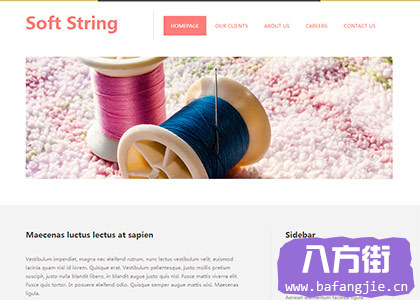 Soft String
HOMEPAGE OUR CLIENTS ABOUT US CAREERS CONTACT US
Maecenas luctus lectus at sapien
Vestibulum imperdiet, magna nec eleifend rutrum, nunc lectus vestibulum velit, euismod
lacinia quam nisl id lorem. Quisque erat. Vestibulum pellentesque, justo mollis pretium
suscipit, justo nulla blandit libero, in blandit augue justo quis nisl. Fusce mattis viverra elit.
Fusce quis tortor. In posuere eleifend odio. Quisque semper augue mattis wisi. Maecenas
ligula.
Sidebar
Aenean elementum facilisis ligula
八方街
www.bafangjie.cn